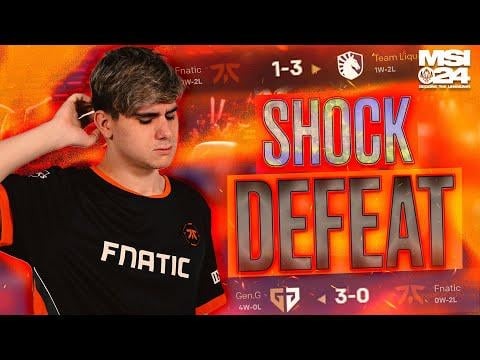 Fnatic
0W-2L
1-3
Team Liqu
1W-2L
MSI
24
SHOCK
DEFEAT
FNATIC
Gen.G
4W-0L
3-0
Fnatic
0W-2L